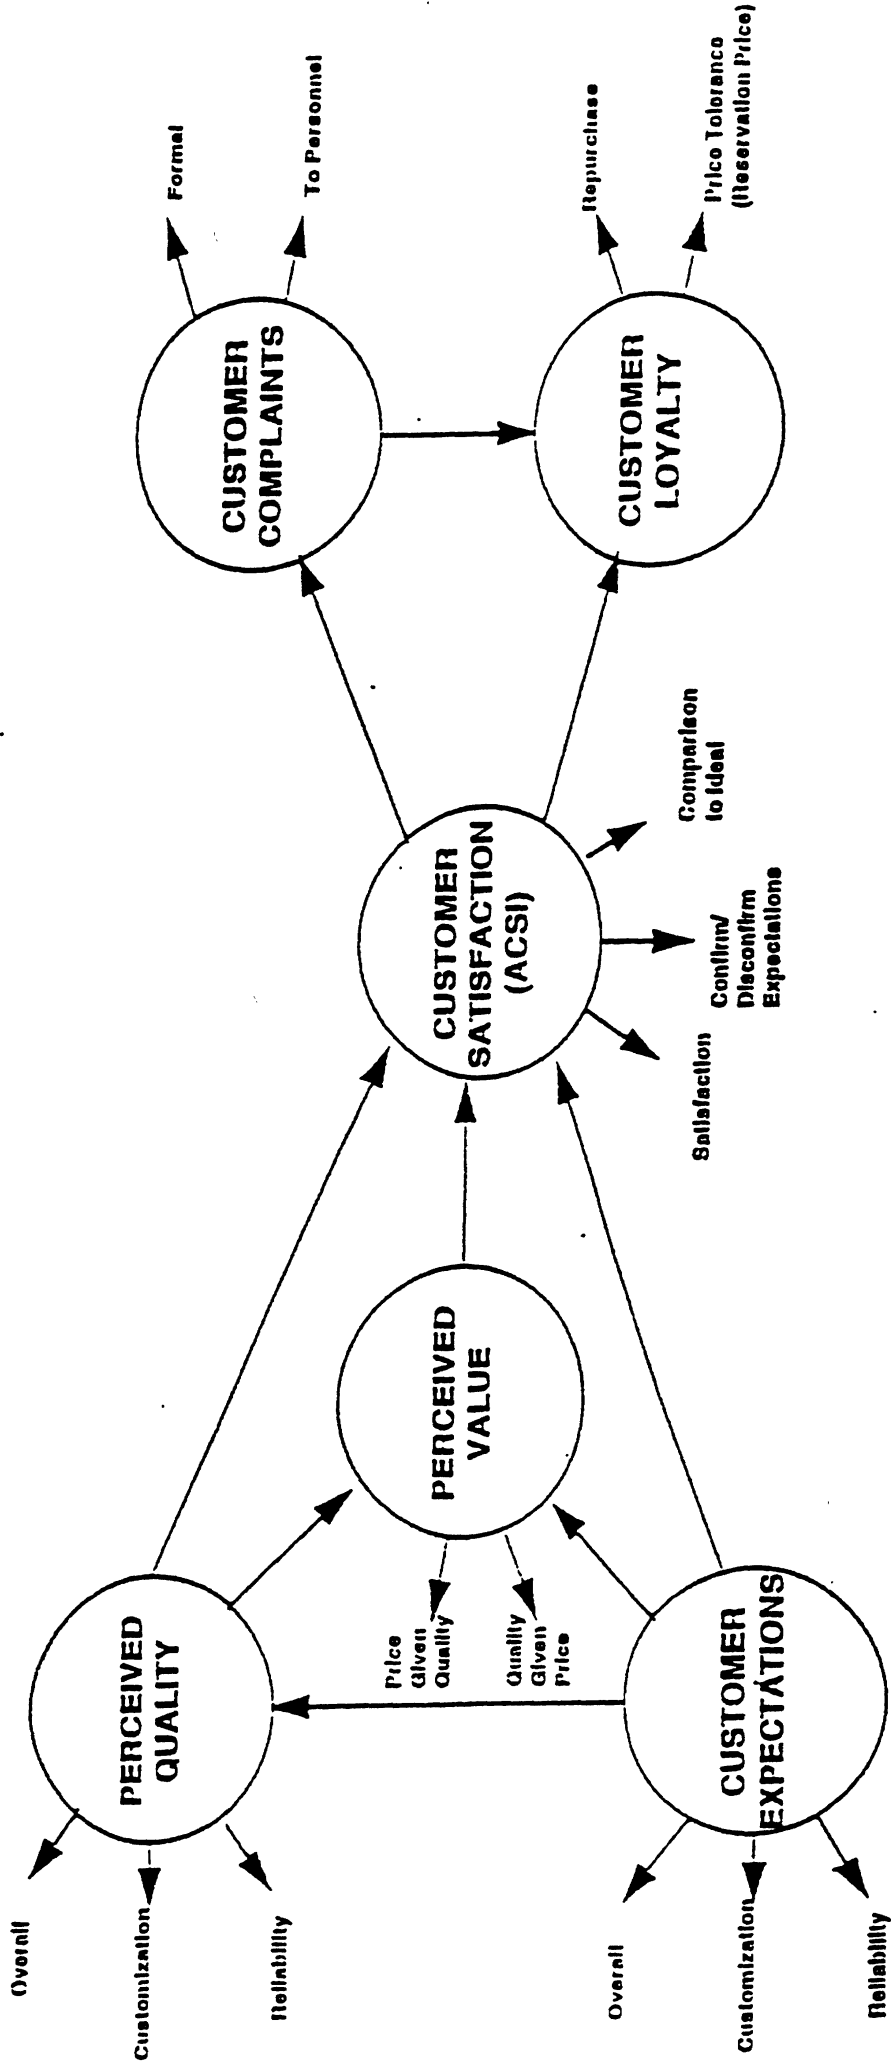 Overall
Customization
Reliability
PERCEIVED
QUALITY
Price
Given
Quality
Quality
Given
Price
PERCEIVED
VALUE
Overall
Customization
Reliability
CUSTOMER
EXPECTATIONS
CUSTOMER
SATISFACTION
(ACSI)
Satisfaction
Confirm/
Disconfirm
Expectations
Comparison
to Ideal
CUSTOMER
COMPLAINTS
Formal
To Personnel
CUSTOMER
LOYALTY
Repurchase
Price Tolerance
(Reservation Price)